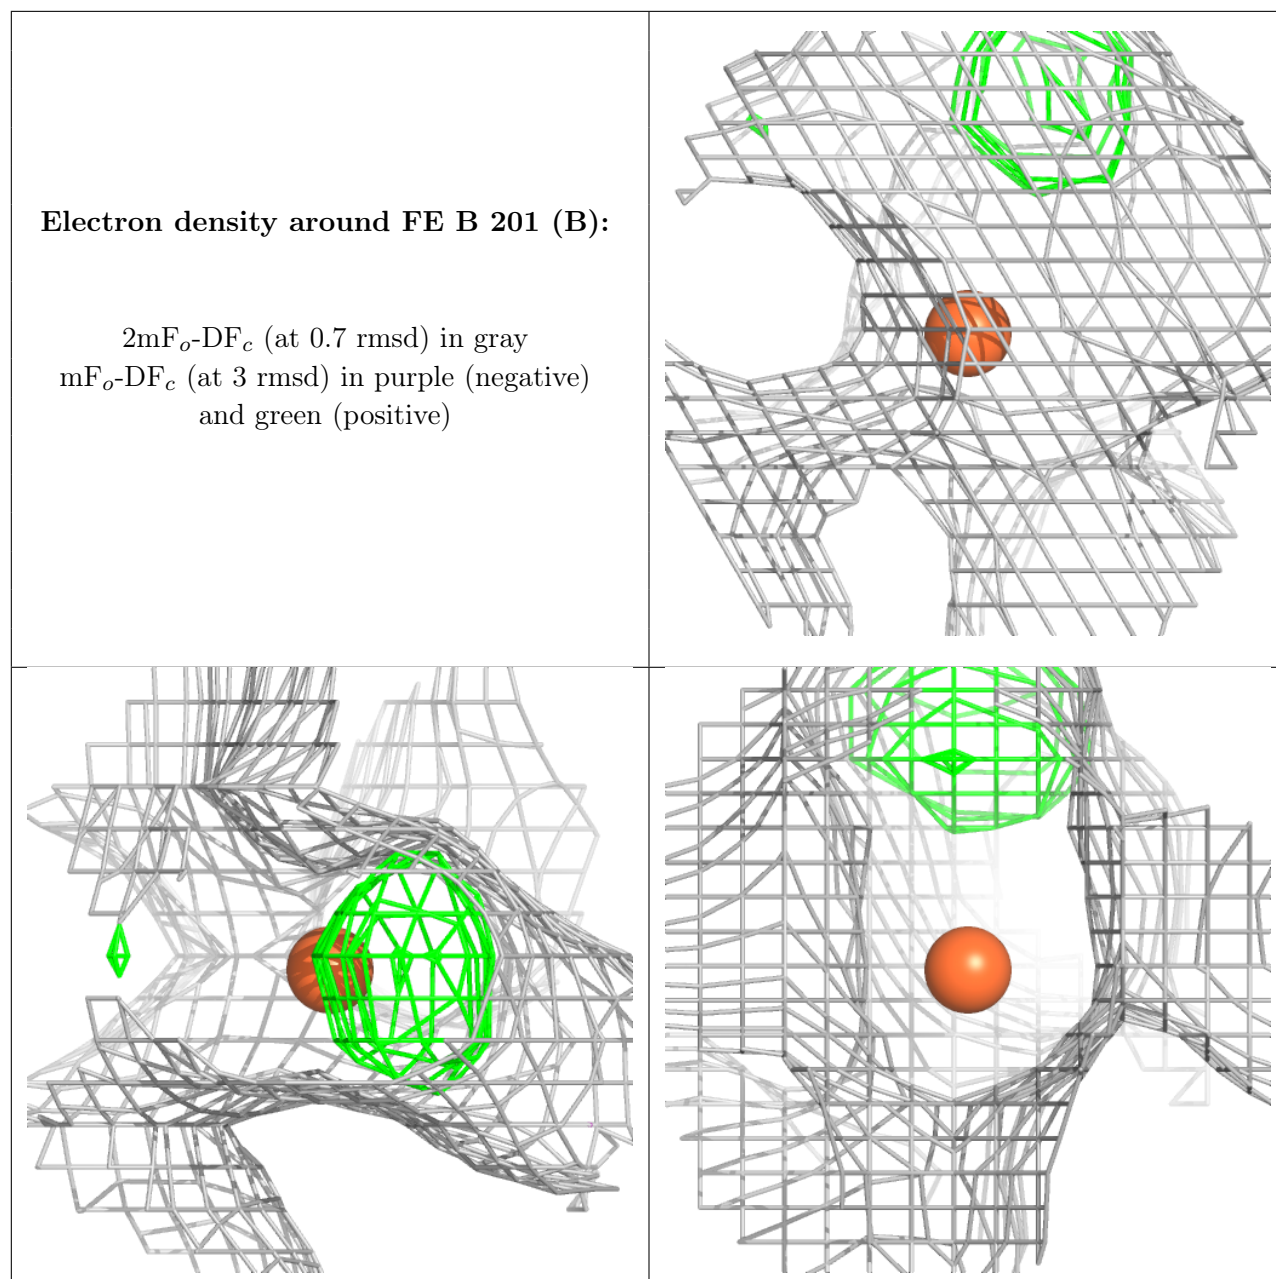 Electron density around FE B 201 (B):
2mFₒ-DF𝒸 (at 0.7 rmsd) in gray
mFₒ-DF𝒸 (at 3 rmsd) in purple (negative)
and green (positive)